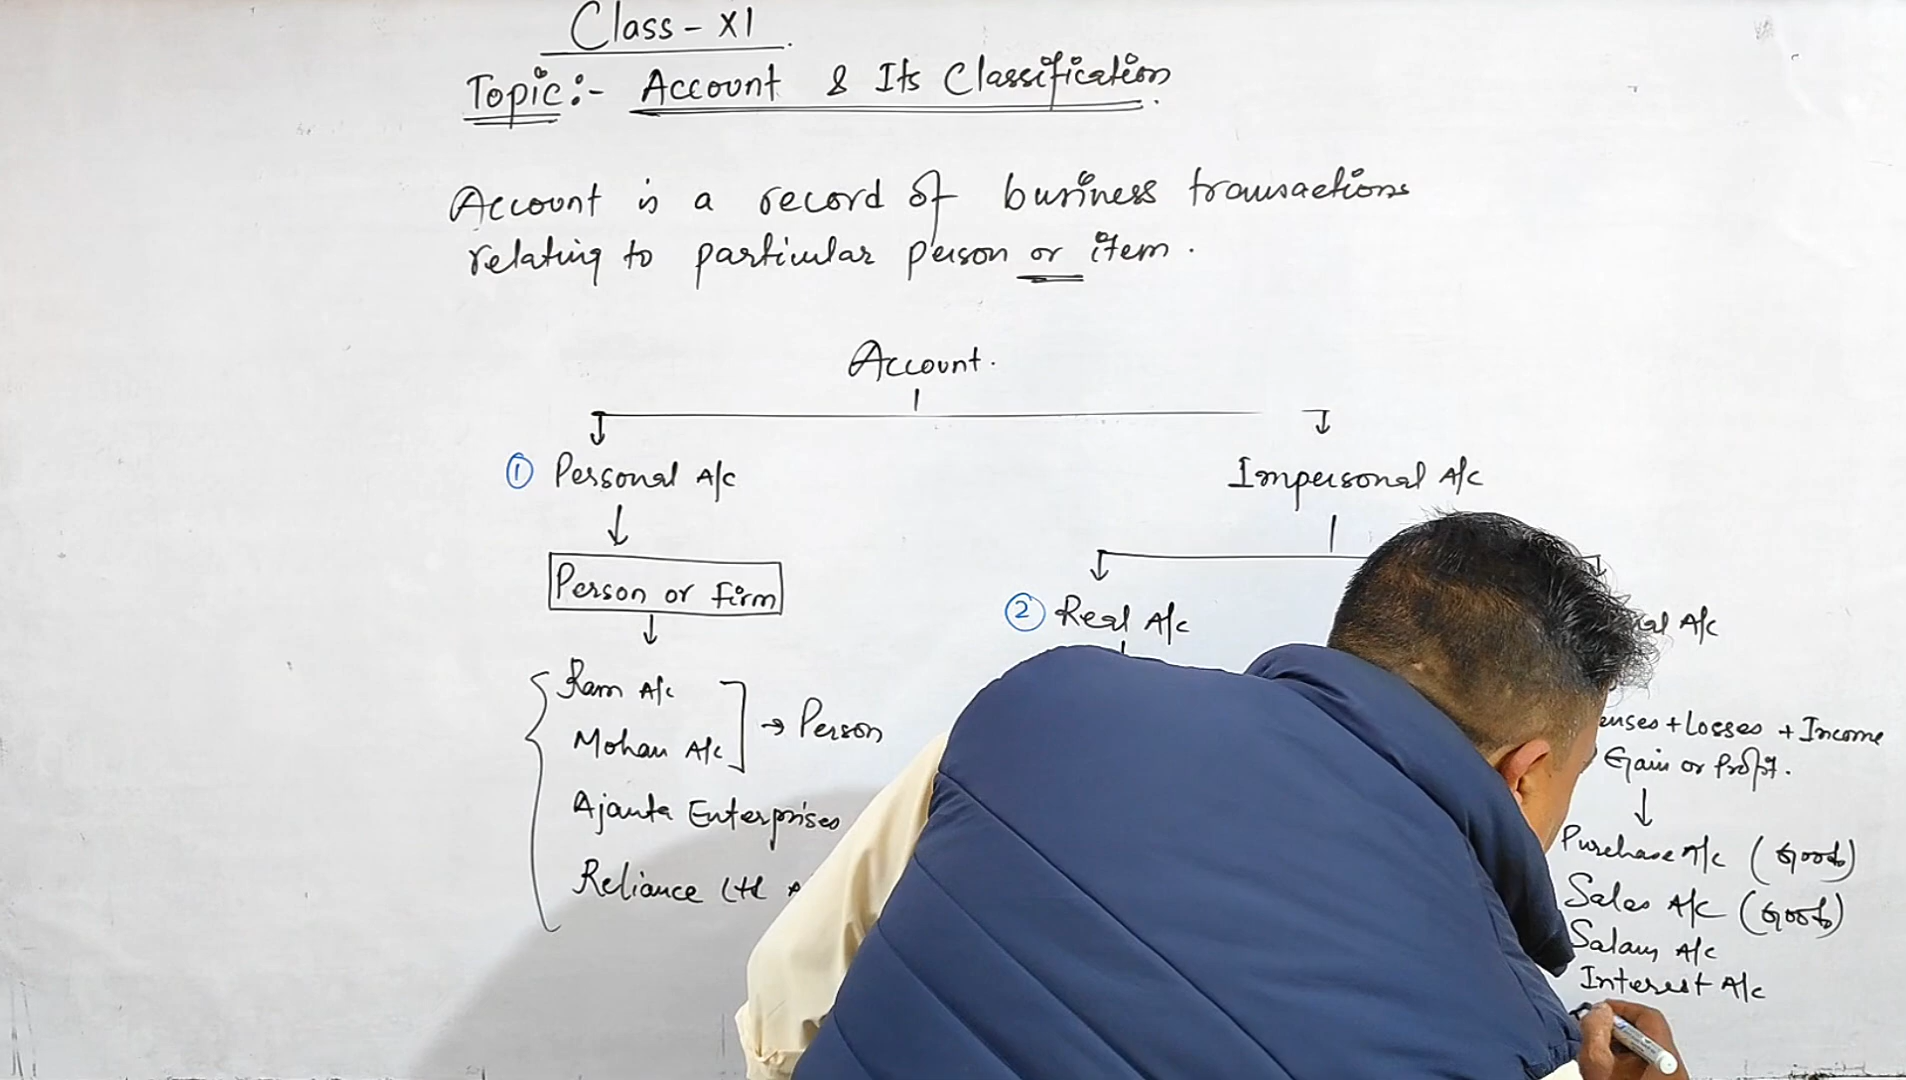 Class - XI
Topic :- Account & Its Classification
Account is a record of business transactions
relating to particular person or item.
Account.
① Personal A/c
Impersonal A/c
Person or firm
② Real A/c
A/c
Ram A/c
Mohan A/c
→ Person
+ Losses + Income
Gain or Profit.
Ajanta Enterprises
Purchase A/c (Goods)
Reliance Ltd
Sales A/c (Goods)
Salary A/c
Interest A/c